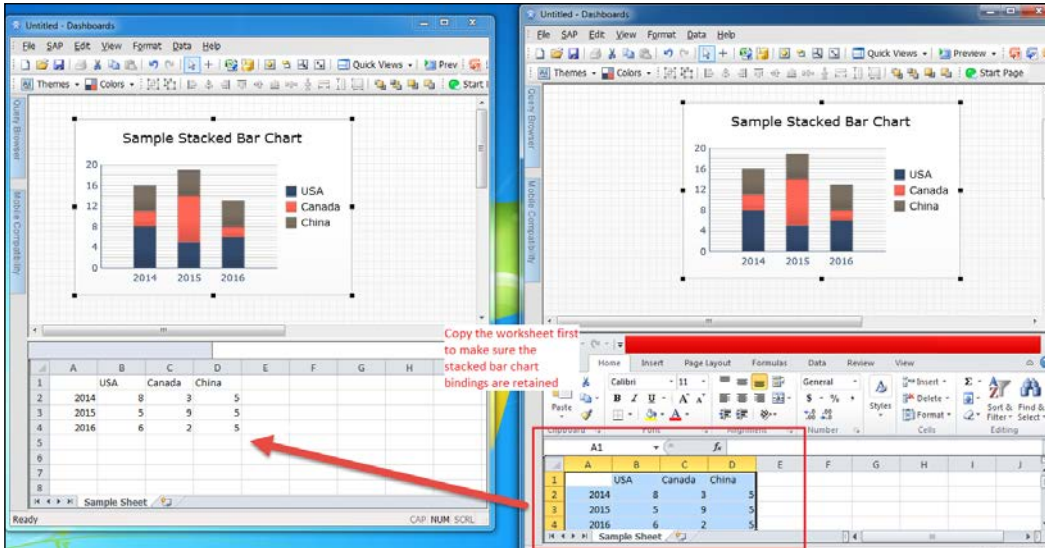 Untitled - Dashboards
File SAP Edit View Format Data Help
Quick Views Prev
Themes Colors Start
Query Browser
Mobile Compatibility
Sample Stacked Bar Chart
20
16
12
8
4
0
2014 2015 2016
USA
Canada
China
A B C D E F G H
1 USA Canada China
2 2014 8 3 5
3 2015 5 9 5
4 2016 6 2 5
5
6
7
8
Sample Sheet
Ready
CAP NUM SCRL
Untitled - Dashboards
File SAP Edit View Format Data Help
Quick Views Preview
Themes Colors Start Page
Query Browser
Mobile Compatibility
Sample Stacked Bar Chart
20
16
12
8
4
0
2014 2015 2016
USA
Canada
China
Copy the worksheet first
to make sure the
stacked bar chart
bindings are retained
Home Insert Page Layout Formulas Data Review View
Paste
Calibri 11
B I U
General
$ % ,
Styles
Insert
Delete
Format
Sort & Filter
Find & Select
Clipboard Font Alignment Number Cells Editing
A1 fx
A B C D E F G H I J
1 USA Canada China
2 2014 8 3 5
3 2015 5 9 5
4 2016 6 2 5
Sample Sheet